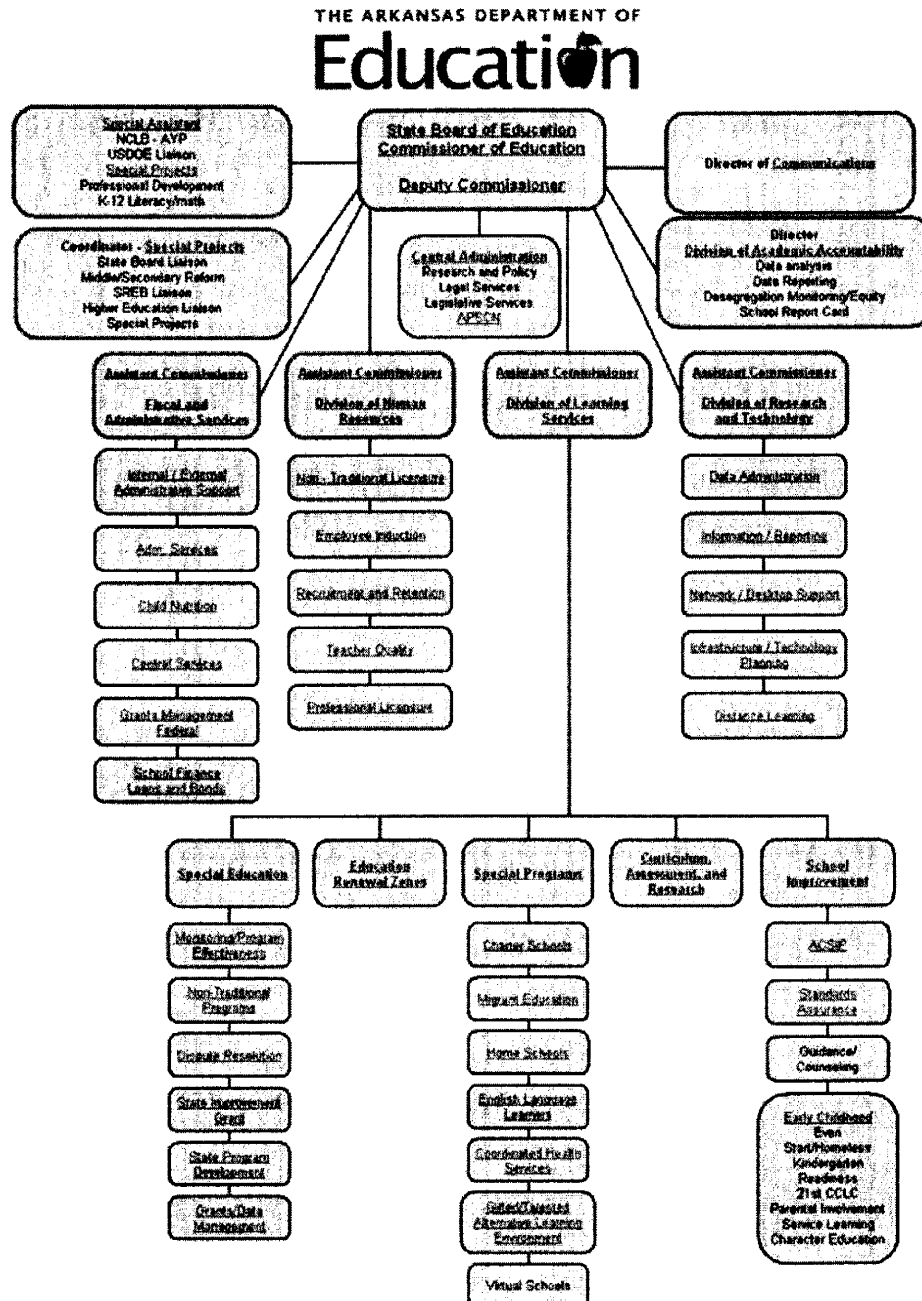 THE ARKANSAS DEPARTMENT OF
Education
Special Assistant
NCLB - AYP
USDOE Liaison
Special Projects
Professional Development
K-12 Literacy/math
State Board of Education
Commissioner of Education
Deputy Commissioner
Director of Communications
Coordinator - Special Projects
State Board Liaison
Middle/Secondary Reform
SREB Liaison
Higher Education Liaison
Special Projects
Central Administration
Research and Policy
Legal Services
Legislative Services
APSCN
Director
Division of Academic Accountability
Data analysis
Data Reporting
Desegregation Monitoring/Equity
School Report Card
Assistant Commissioner
Fiscal and
Administrative Services
Internal / External
Administrative Support
Adm. Services
Child Nutrition
Central Services
Grants Management
Federal
School Finance
Loans and Bonds
Assistant Commissioner
Division of Human
Resources
Non - Traditional Licensure
Employee Induction
Recruitment and Retention
Teacher Quality
Professional Licensure
Assistant Commissioner
Division of Learning
Services
Assistant Commissioner
Division of Research
and Technology
Data Administration
Information / Reporting
Network / Desktop Support
Infrastructure / Technology
Planning
Distance Learning
Special Education
Monitoring/Program
Effectiveness
Non-Traditional
Programs
Dispute Resolution
State Improvement
Grant
State Program
Development
Grants/Data
Management
Education
Renewal Zones
Special Programs
Charter Schools
Migrant Education
Home Schools
English Language
Learners
Coordinated Health
Services
Gifted/Talented
Alternative Learning
Environment
Virtual Schools
Curriculum,
Assessment, and
Research
School
Improvement
ACSIP
Standards
Assurance
Guidance/
Counseling
Early Childhood
Even
Start/Homeless
Kindergarten
Readiness
21st CCLC
Parental Involvement
Service Learning
Character Education